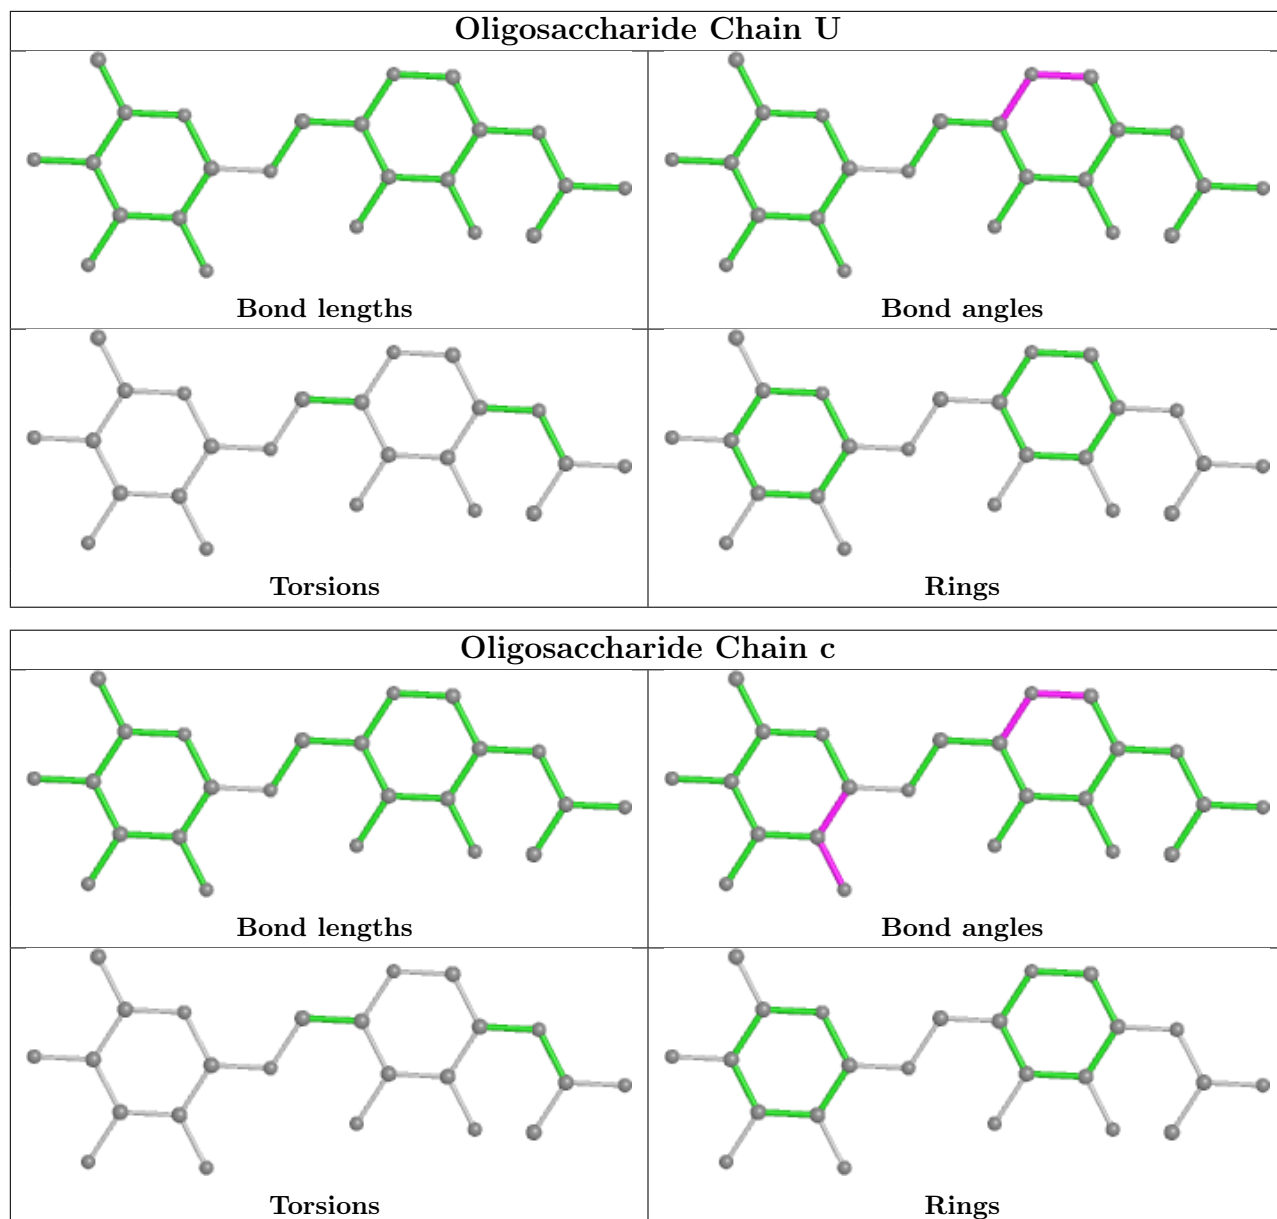 Oligosaccharide Chain U
Bond lengths
Bond angles
Torsions
Rings
Oligosaccharide Chain c
Bond lengths
Bond angles
Torsions
Rings